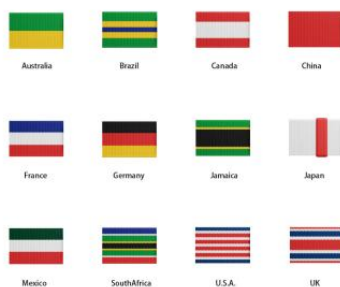 Australia
Brazil
Canada
China
France
Germany
Jamaica
Japan
Mexico
SouthAfrica
U.S.A.
UK